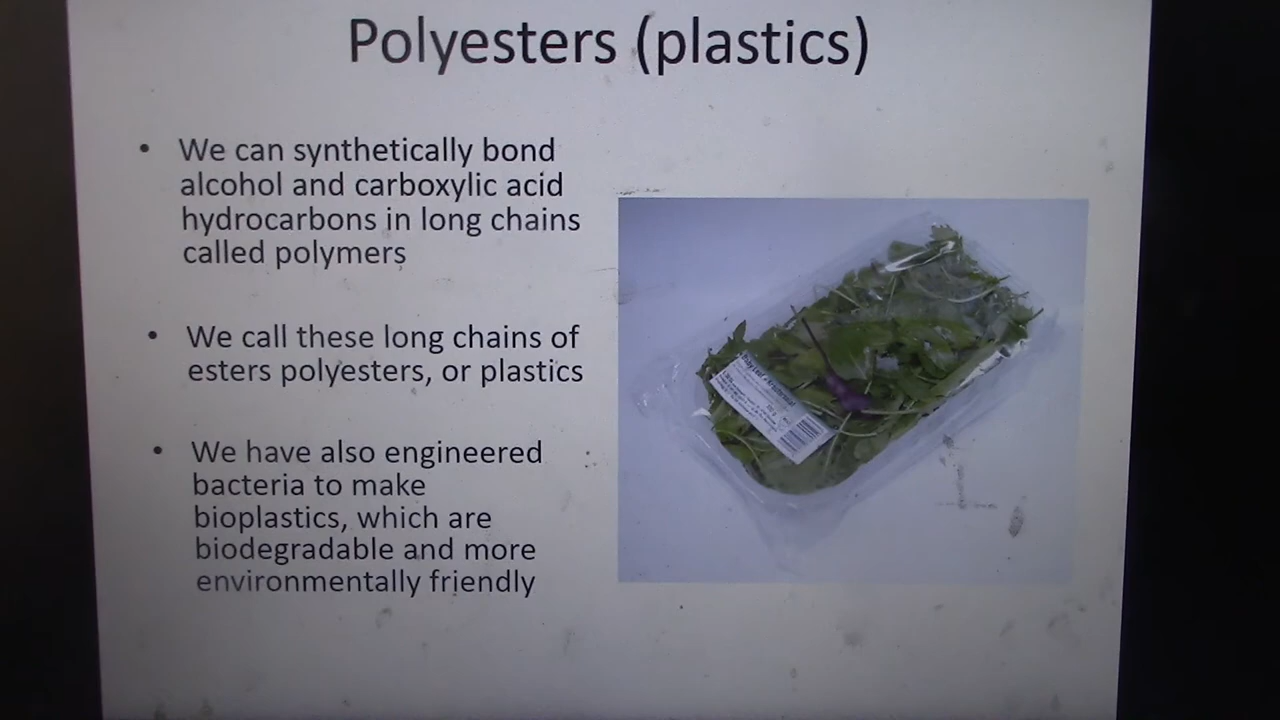 Polyesters (plastics)
• We can synthetically bond
alcohol and carboxylic acid
hydrocarbons in long chains
called polymers
• We call these long chains of
esters polyesters, or plastics
• We have also engineered
bacteria to make
bioplastics, which are
biodegradable and more
environmentally friendly